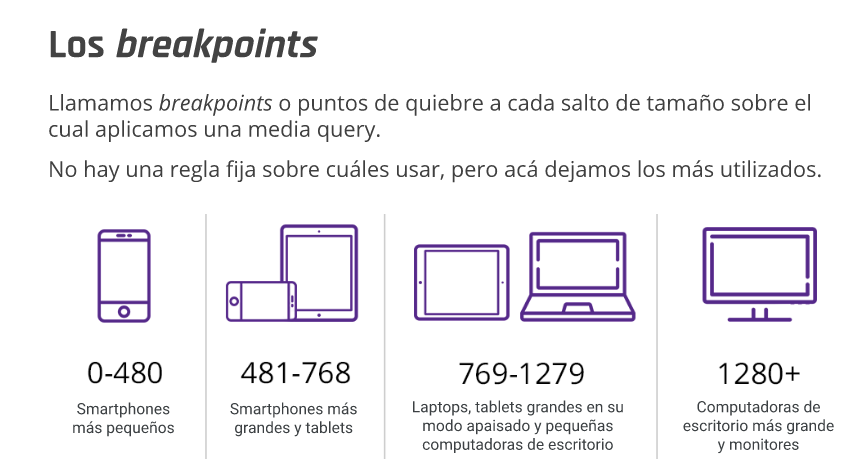 Los breakpoints
Llamamos breakpoints o puntos de quiebre a cada salto de tamaño sobre el
cual aplicamos una media query.
No hay una regla fija sobre cuáles usar, pero acá dejamos los más utilizados.
0-480
Smartphones
más pequeños
481-768
Smartphones más
grandes y tablets
769-1279
Laptops, tablets grandes en su
modo apaisado y pequeñas
computadoras de escritorio
1280+
Computadoras de
escritorio más grande
y monitores